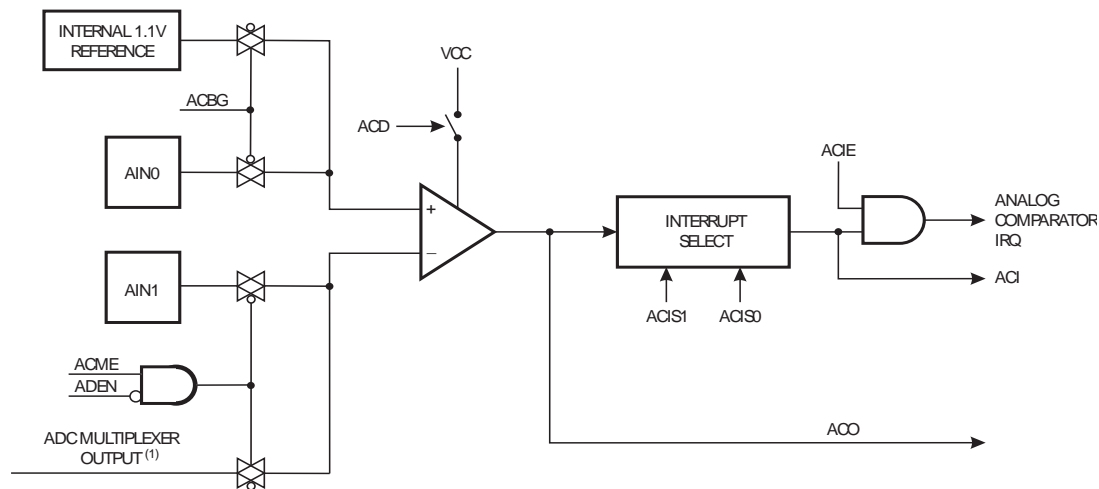 INTERNAL 1.1V
REFERENCE
VCC
ACBG
ACD
AIN0
ACIE
+
ANALOG
COMPARATOR
IRQ
INTERRUPT
SELECT
−
ACI
AIN1
ACIS1
ACIS0
ACME
ADEN
ADC MULTIPLEXER
OUTPUT (1)
ACO